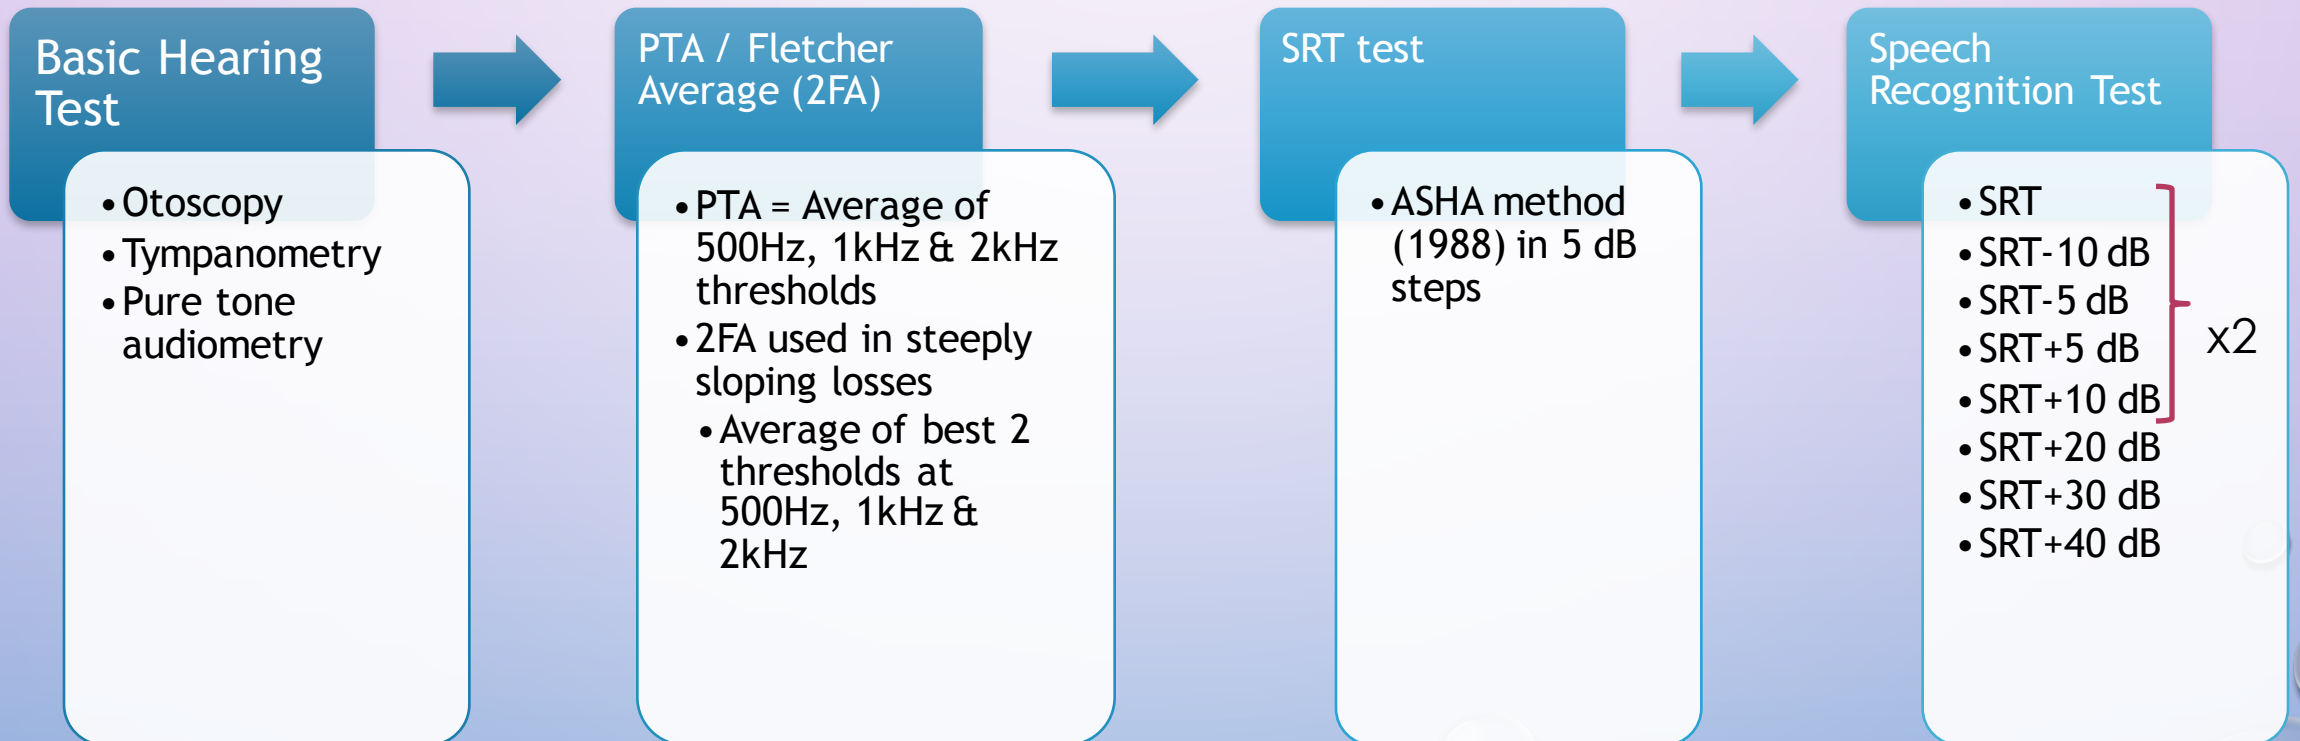 Basic Hearing
Test
• Otoscopy
• Tympanometry
• Pure tone
audiometry
PTA / Fletcher
Average (2FA)
• PTA = Average of
500Hz, 1kHz & 2kHz
thresholds
• 2FA used in steeply
sloping losses
• Average of best 2
thresholds at
500Hz, 1kHz &
2kHz
SRT test
• ASHA method
(1988) in 5 dB
steps
Speech
Recognition Test
• SRT
• SRT-10 dB
• SRT-5 dB
• SRT+5 dB
• SRT+10 dB
• SRT+20 dB
• SRT+30 dB
• SRT+40 dB
x2